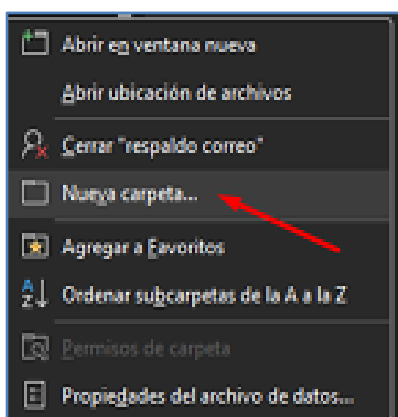 Abrir en ventana nueva
Abrir ubicación de archivos
Cerrar "respaldo correo"
Nueva carpeta...
Agregar a Favoritos
Ordenar subcarpetas de la A a la Z
Permisos de carpeta
Propiedades del archivo de datos...